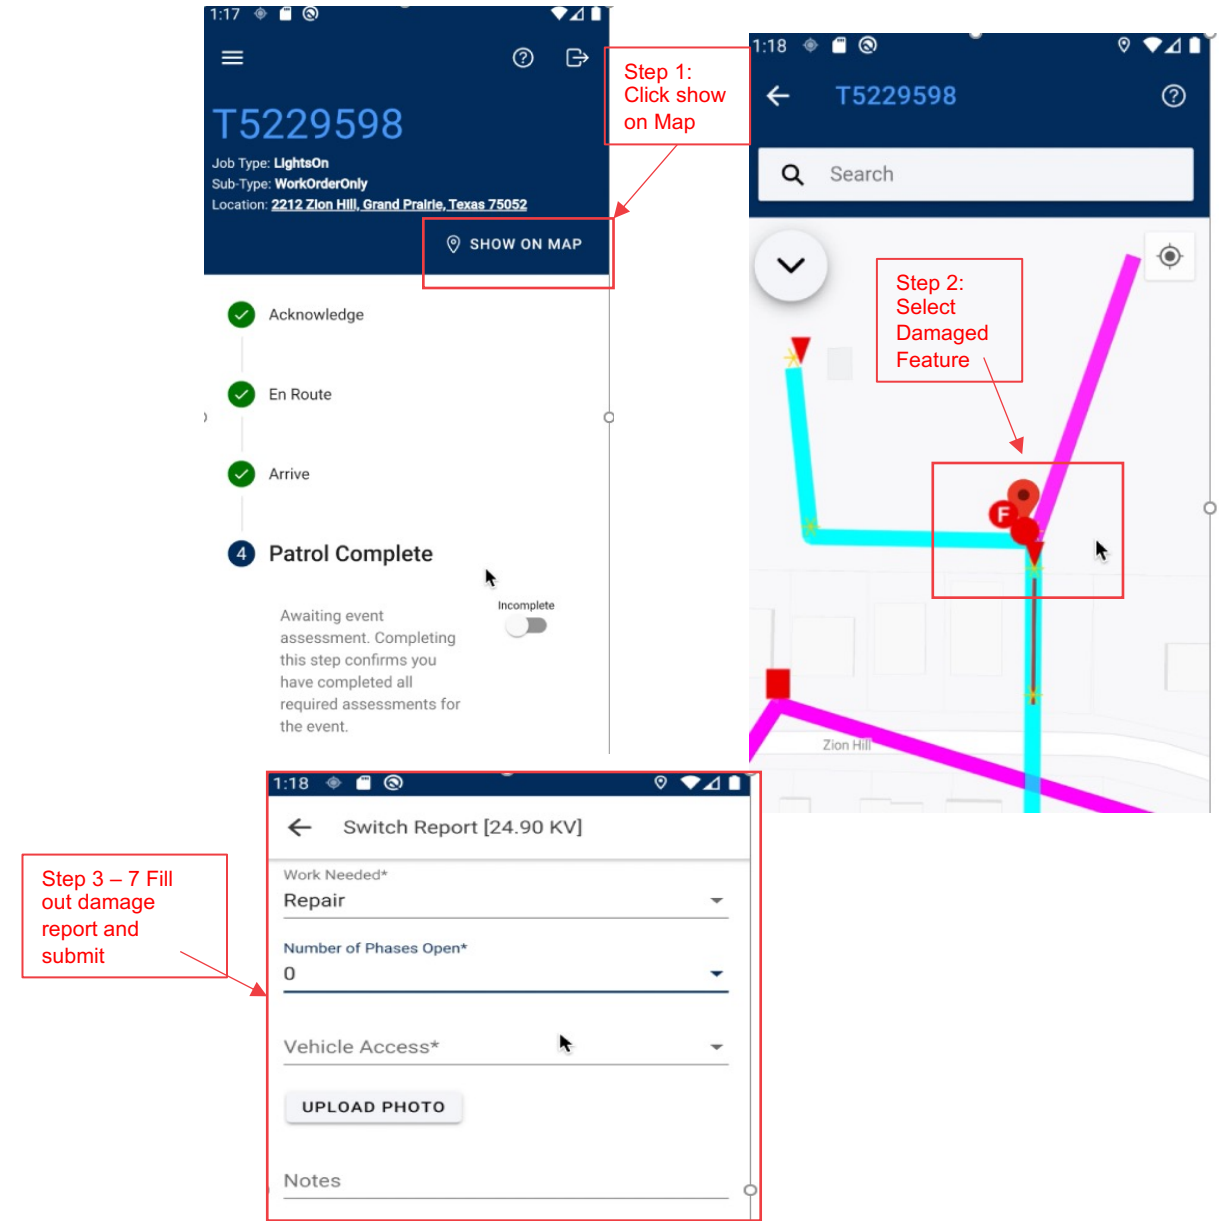 1:17
T5229598
Job Type: LightsOn
Sub-Type: WorkOrderOnly
Location: 2212 Zion Hill, Grand Prairie, Texas 75052
SHOW ON MAP
Acknowledge
En Route
Arrive
4 Patrol Complete
Awaiting event
assessment. Completing
this step confirms you
have completed all
required assessments for
the event.
Incomplete
Step 1:
Click show
on Map
1:18
T5229598
Search
Step 2:
Select
Damaged
Feature
F
Zion Hill
Step 3 – 7 Fill
out damage
report and
submit
1:18
Switch Report [24.90 KV]
Work Needed*
Repair
Number of Phases Open*
0
Vehicle Access*
UPLOAD PHOTO
Notes